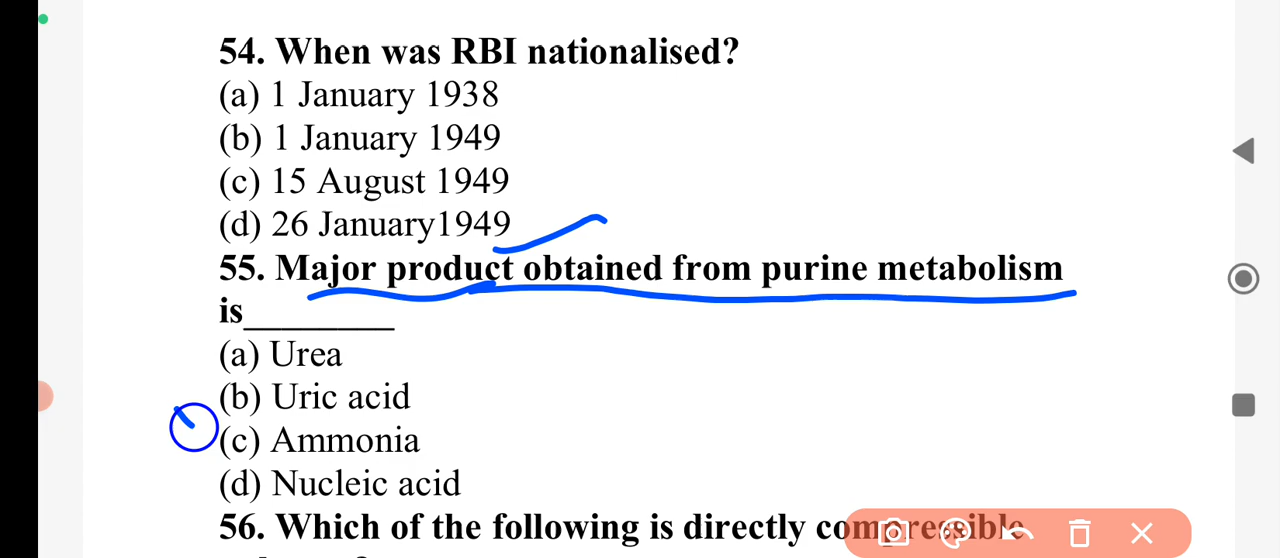 54. When was RBI nationalised?
(a) 1 January 1938
(b) 1 January 1949
(c) 15 August 1949
(d) 26 January1949
55. Major product obtained from purine metabolism
is________
(a) Urea
(b) Uric acid
(c) Ammonia
(d) Nucleic acid
56. Which of the following is directly compressible